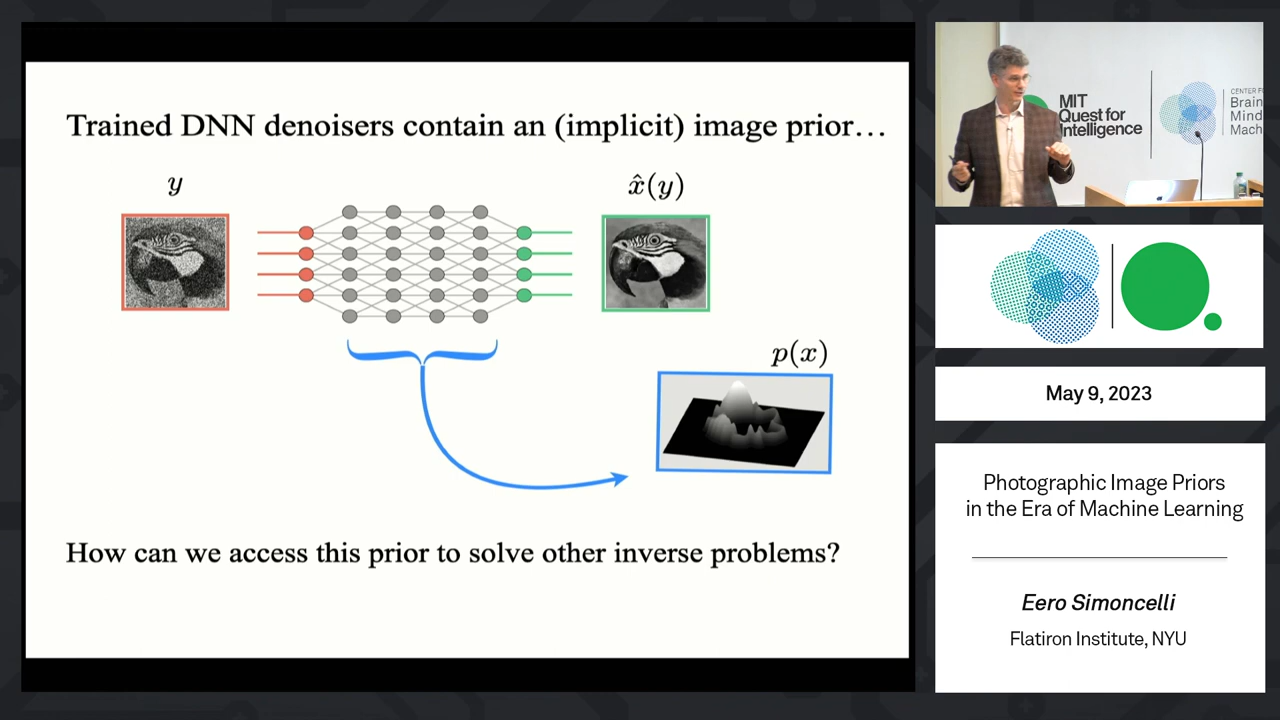 Trained DNN denoisers contain an (implicit) image prior…
y
x̂(y)
p(x)
How can we access this prior to solve other inverse problems?
MIT
Quest for
Intelligence
CENTER
Brain
Mind
Mach
May 9, 2023
Photographic Image Priors
in the Era of Machine Learning
Eero Simoncelli
Flatiron Institute, NYU